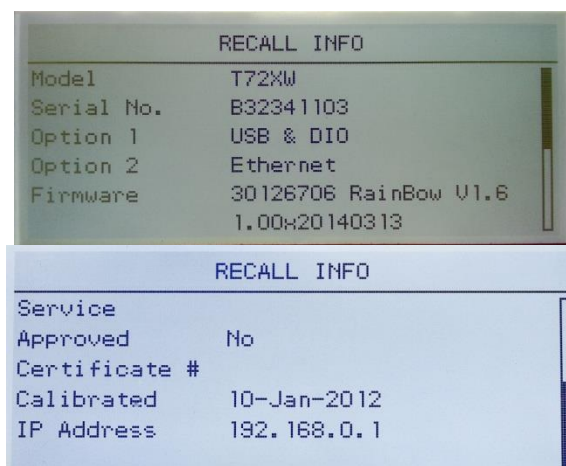 RECALL INFO
Model T72XW
Serial No. B32341103
Option 1 USB & DIO
Option 2 Ethernet
Firmware 30126706 RainBow V1.6
1.00x20140313
RECALL INFO
Service
Approved No
Certificate #
Calibrated 10-Jan-2012
IP Address 192.168.0.1